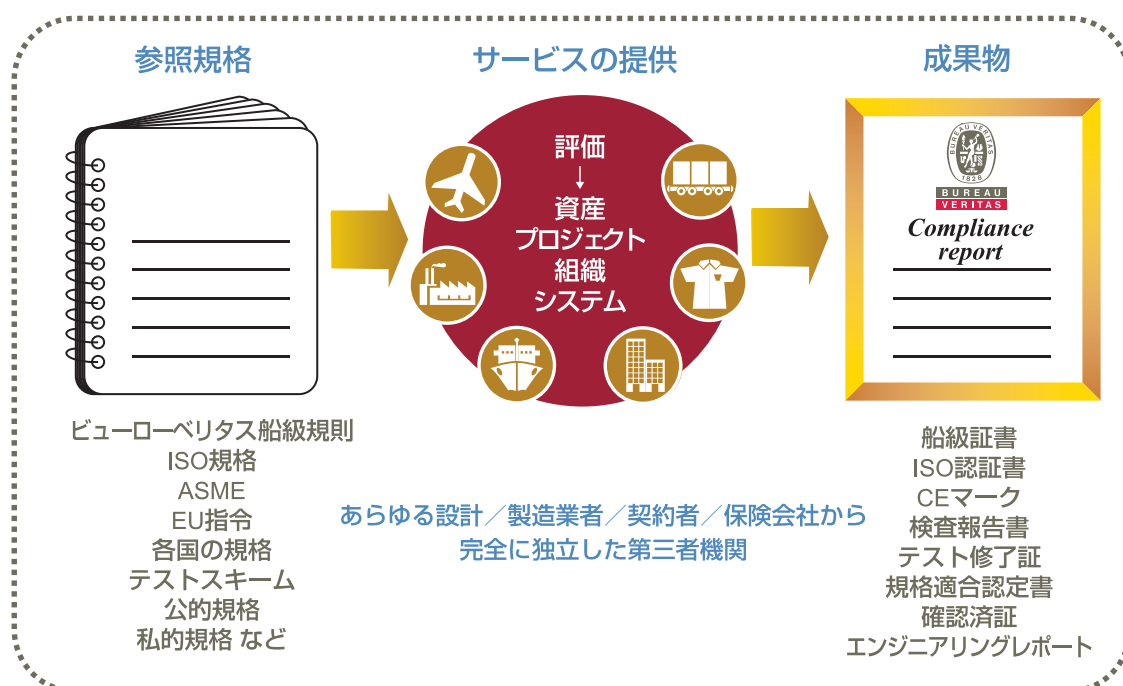 参照規格
ビューローベリタス船級規則
ISO規格
ASME
EU指令
各国の規格
テストスキーム
公的規格
私的規格 など
サービスの提供
評価
↓
資産
プロジェクト
組織
システム
あらゆる設計／製造業者／契約者／保険会社から
完全に独立した第三者機関
成果物
BUREAU VERITAS
1828
BUREAU
VERITAS
Compliance
report
船級証書
ISO認証書
CEマーク
検査報告書
テスト修了証
規格適合認定書
確認済証
エンジニアリングレポート